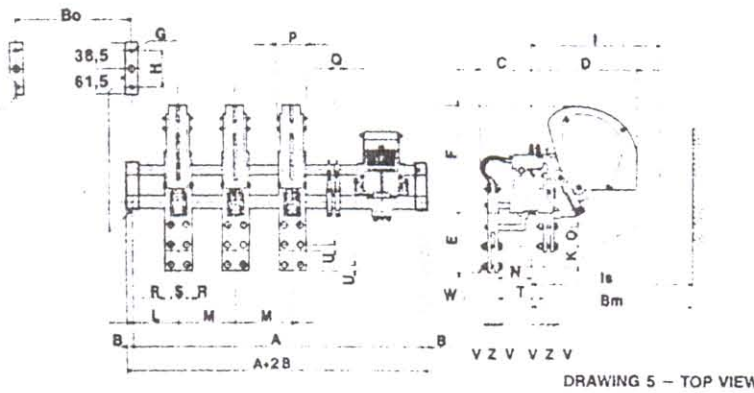 Bo
G
38,5
H
61,5
P
Q
I
C D
F
E
K O
N
W T
Is
Bm
U
U
R S R
L M M
B A B
A+2B
V Z V V Z V
DRAWING 5 – TOP VIEW